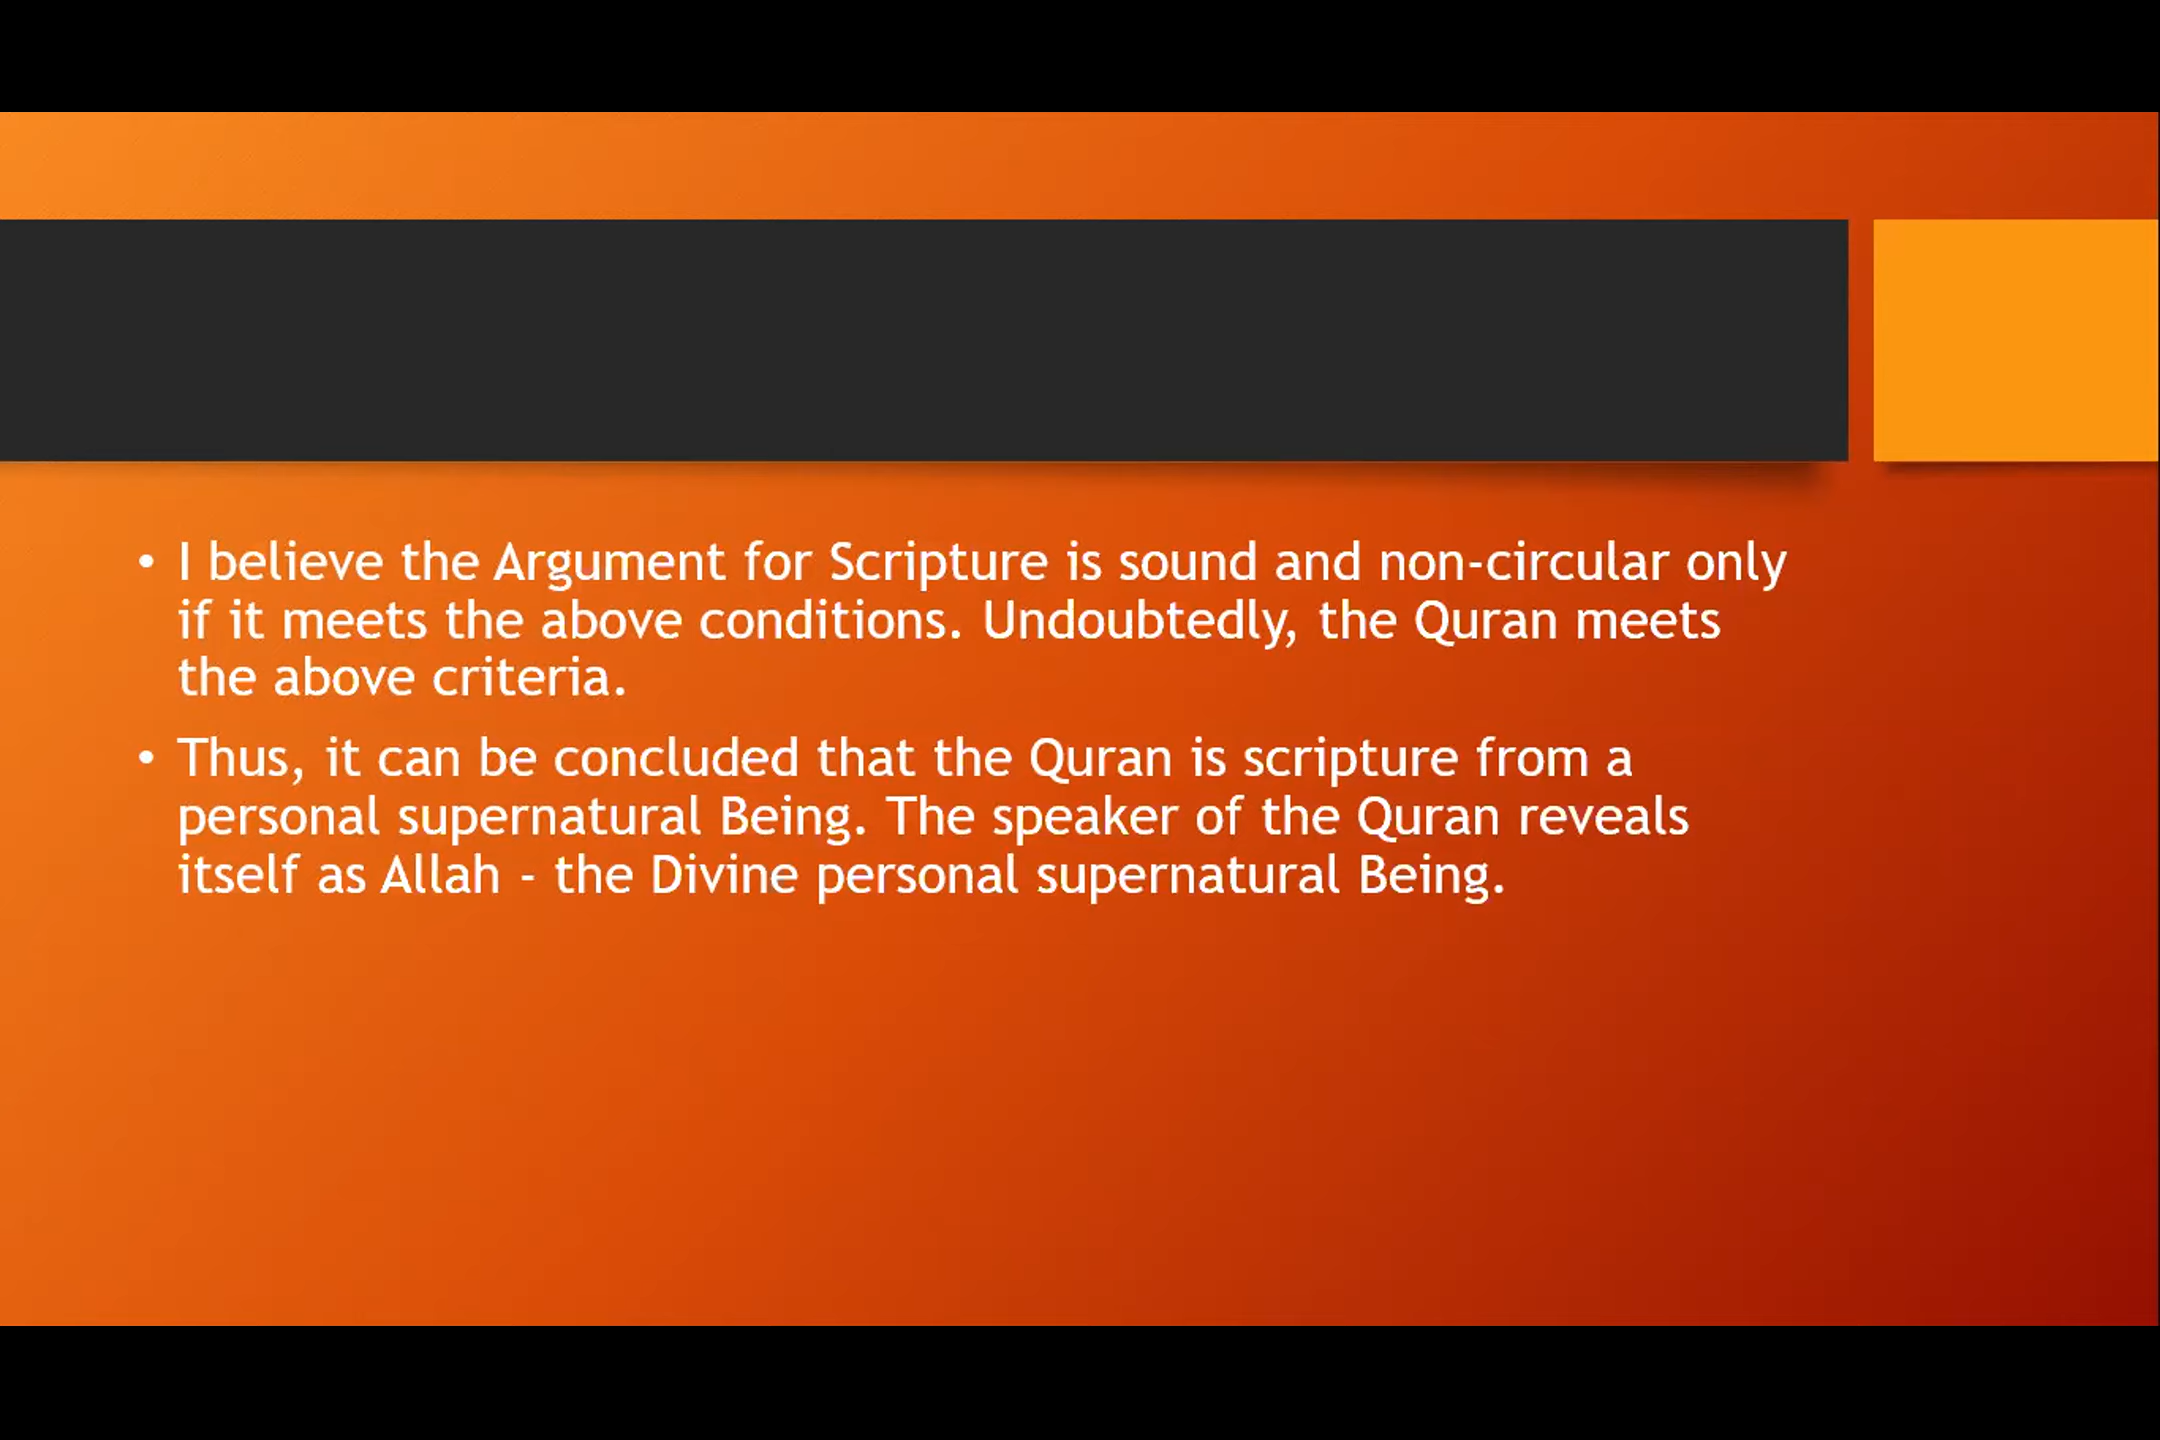 • I believe the Argument for Scripture is sound and non-circular only
if it meets the above conditions. Undoubtedly, the Quran meets
the above criteria.
• Thus, it can be concluded that the Quran is scripture from a
personal supernatural Being. The speaker of the Quran reveals
itself as Allah - the Divine personal supernatural Being.